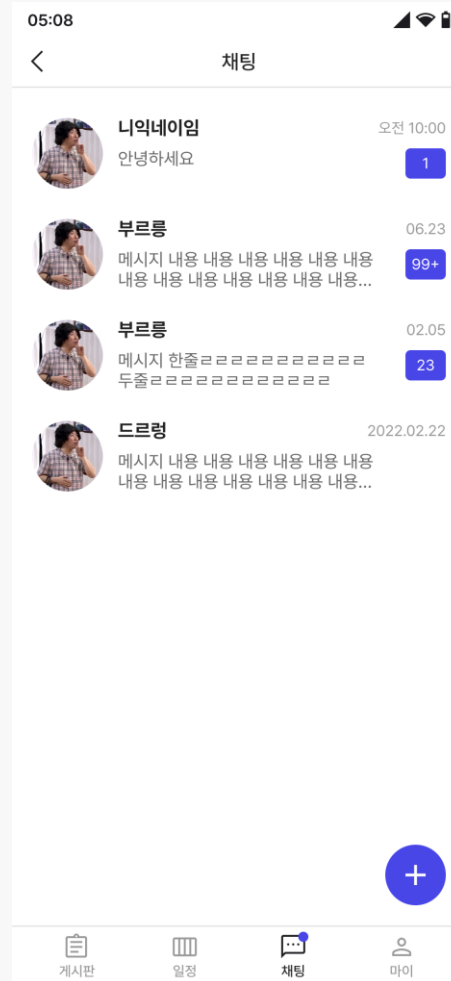 05:08
채팅
니익네이임
오전 10:00
안녕하세요
1
부르릉
06.23
메시지 내용 내용 내용 내용 내용 내용
내용 내용 내용 내용 내용 내용 내용...
99+
부르릉
02.05
메시지 한줄ㄹㄹㄹㄹㄹㄹㄹㄹㄹㄹㄹ
두줄ㄹㄹㄹㄹㄹㄹㄹㄹㄹㄹㄹㄹ
23
드르렁
2022.02.22
메시지 내용 내용 내용 내용 내용 내용
내용 내용 내용 내용 내용 내용 내용...
게시판
일정
채팅
마이